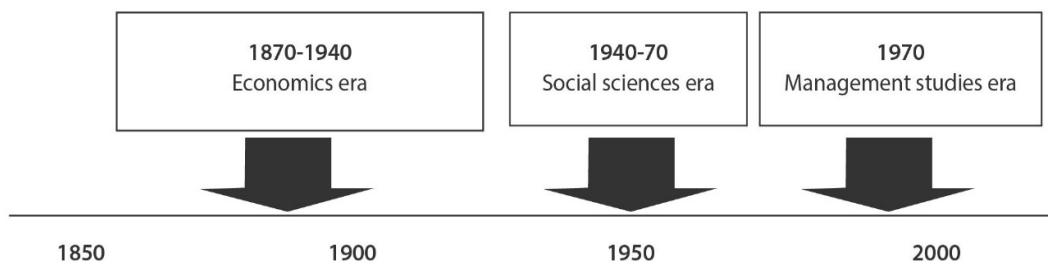 1870-1940
Economics era
1940-70
Social sciences era
1970
Management studies era
1850
1900
1950
2000